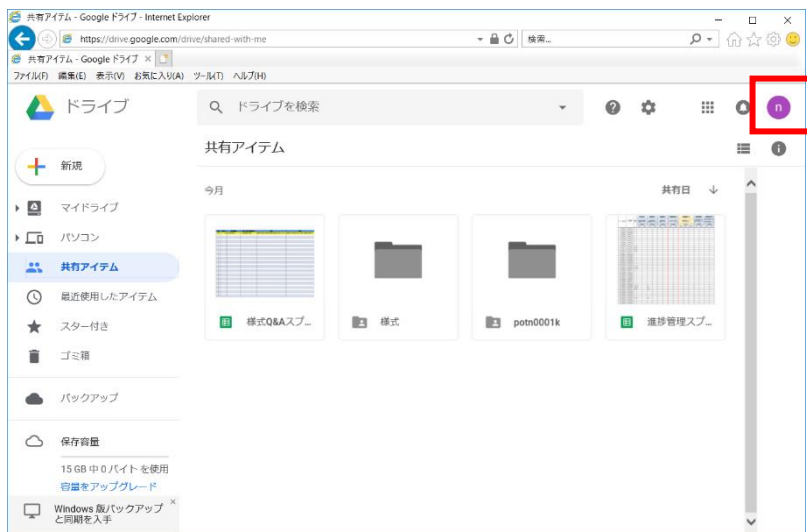 共有アイテム - Google ドライブ - Internet Explorer
https://drive.google.com/drive/shared-with-me
検索...
共有アイテム - Google ドライブ
ファイル(F) 編集(E) 表示(V) お気に入り(A) ツール(T) ヘルプ(H)
ドライブ
ドライブを検索
n
新規
共有アイテム
今月
共有日
マイドライブ
パソコン
共有アイテム
最近使用したアイテム
スター付き
ゴミ箱
様式Q&Aスプ...
様式
potn0001k
進捗管理スプ...
バックアップ
保存容量
15 GB 中 0 バイト を使用
容量をアップグレード
Windows 版バックアップ
と同期を入手